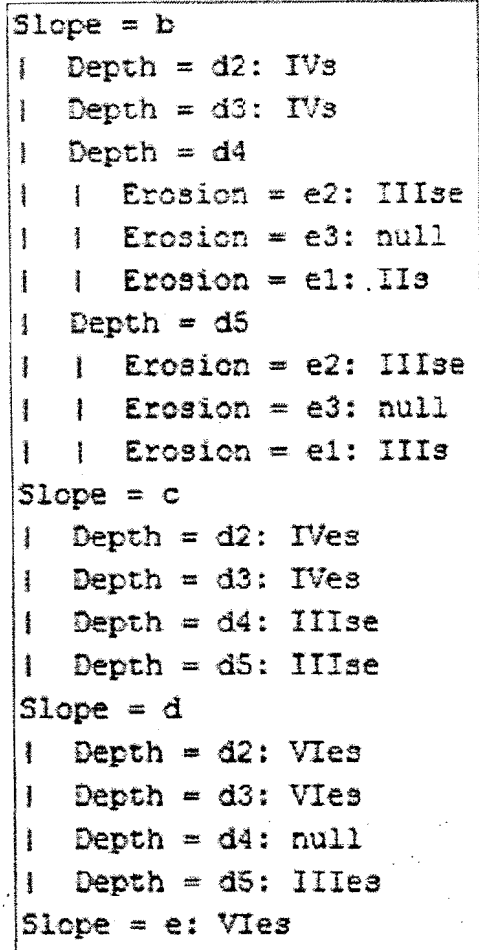 Slope = b
|  Depth = d2: IVs
|  Depth = d3: IVs
|  Depth = d4
|  |  Erosion = e2: IIIse
|  |  Erosion = e3: null
|  |  Erosion = e1: IIs
|  Depth = d5
|  |  Erosion = e2: IIIse
|  |  Erosion = e3: null
|  |  Erosion = e1: IIIs
Slope = c
|  Depth = d2: IVes
|  Depth = d3: IVes
|  Depth = d4: IIIse
|  Depth = d5: IIIse
Slope = d
|  Depth = d2: VIes
|  Depth = d3: VIes
|  Depth = d4: null
|  Depth = d5: IIIes
Slope = e: VIes